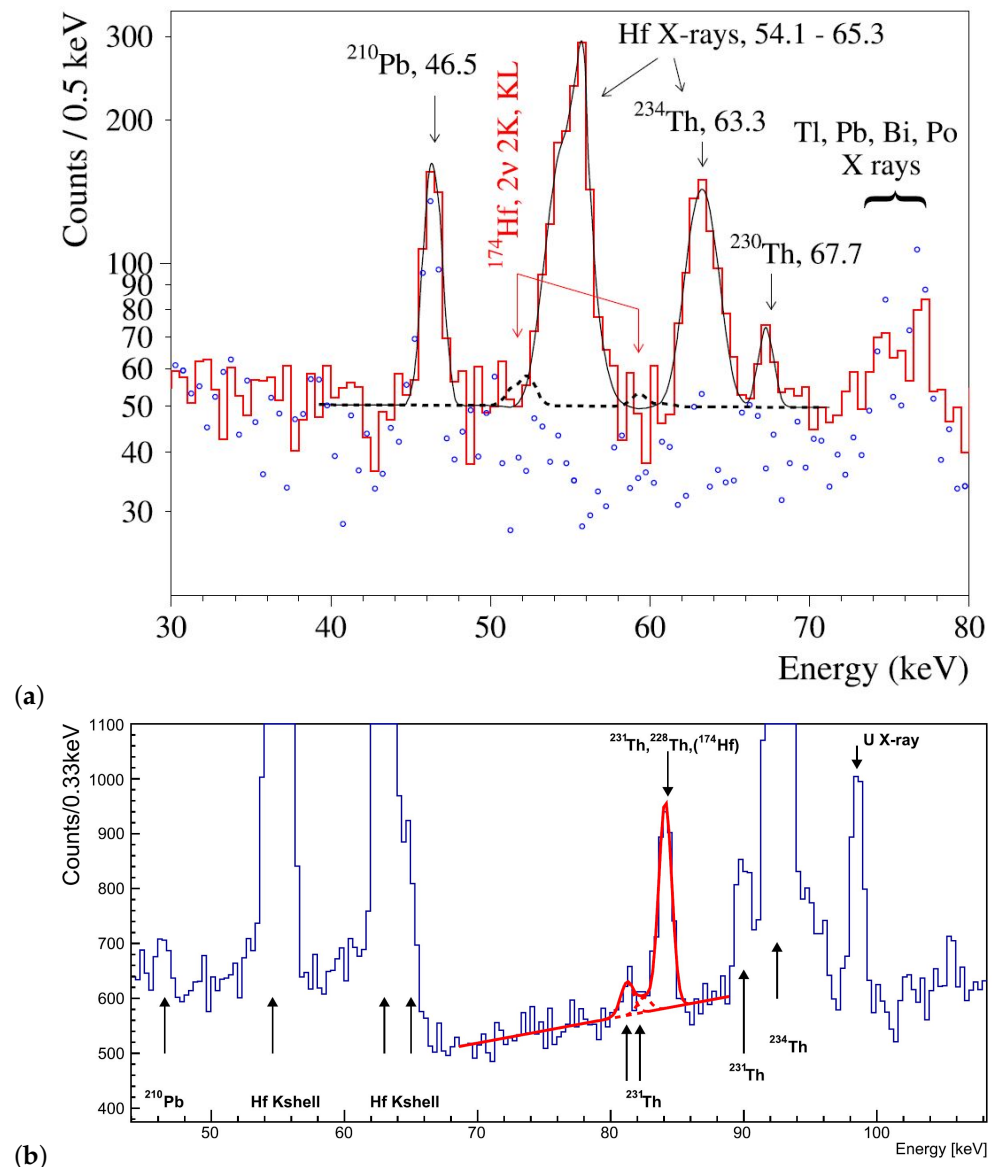 300
200
100
90
80
70
60
50
40
30
Counts / 0.5 keV
²¹⁰Pb, 46.5
¹⁷⁴Hf, 2ν 2K, KL
Hf X-rays, 54.1 - 65.3
²³⁴Th, 63.3
Tl, Pb, Bi, Po
X rays
²³⁰Th, 67.7
30 40 50 60 70 80
Energy (keV)
(a)
1100
1000
900
800
700
600
500
400
Counts/0.33keV
²³¹Th,²²⁸Th,(¹⁷⁴Hf)
U X-ray
²³⁴Th
²³¹Th
²¹⁰Pb Hf Kshell Hf Kshell ²³¹Th
50 60 70 80 90 100
Energy [keV]
(b)